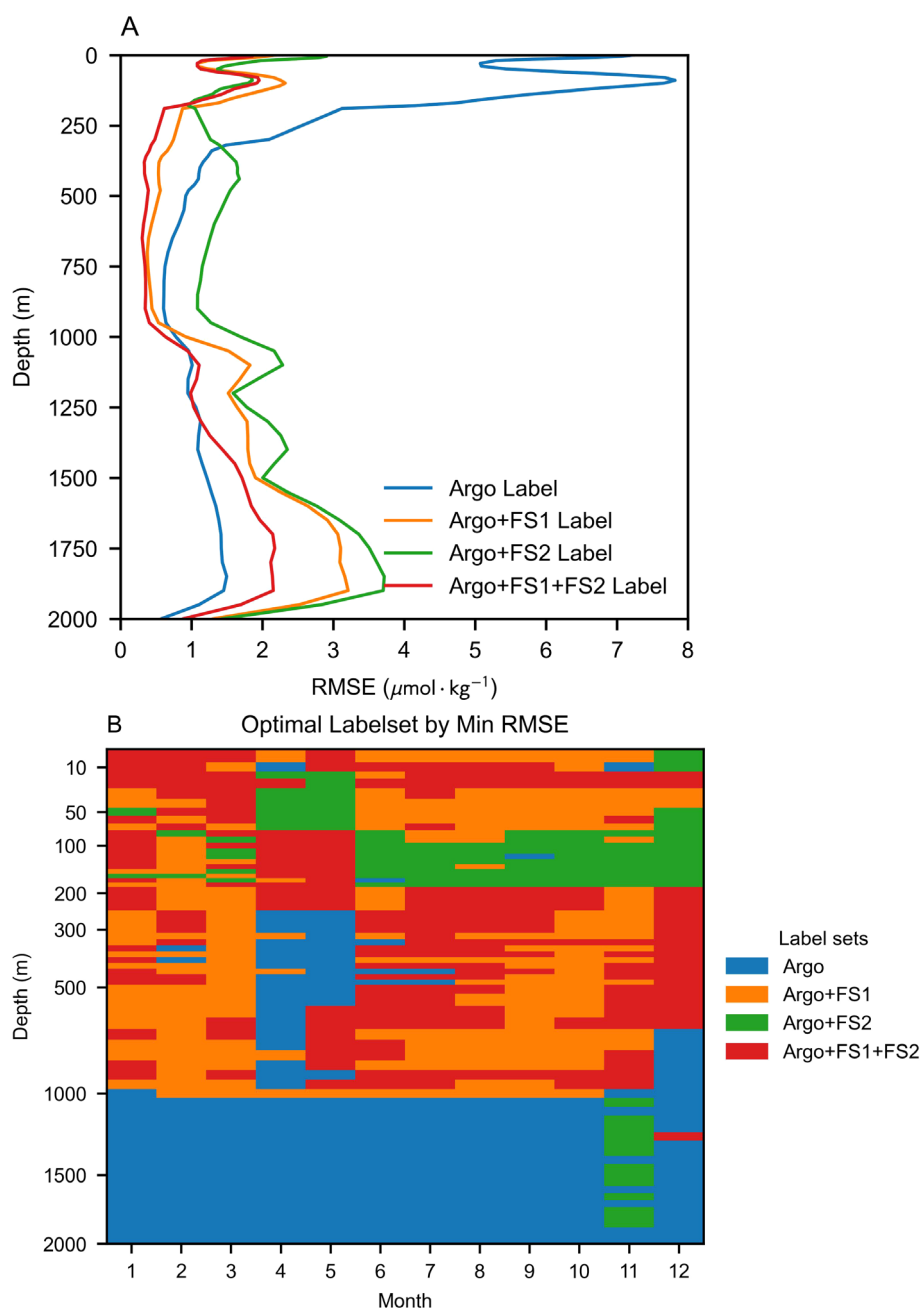 A
0
250
500
750
1000
1250
1500
1750
2000
Depth (m)
Argo Label
Argo+FS1 Label
Argo+FS2 Label
Argo+FS1+FS2 Label
0 1 2 3 4 5 6 7 8
RMSE (μmol · kg⁻¹)
B Optimal Labelset by Min RMSE
10
50
100
200
300
500
1000
1500
2000
Depth (m)
1 2 3 4 5 6 7 8 9 10 11 12
Month
Label sets
Argo
Argo+FS1
Argo+FS2
Argo+FS1+FS2